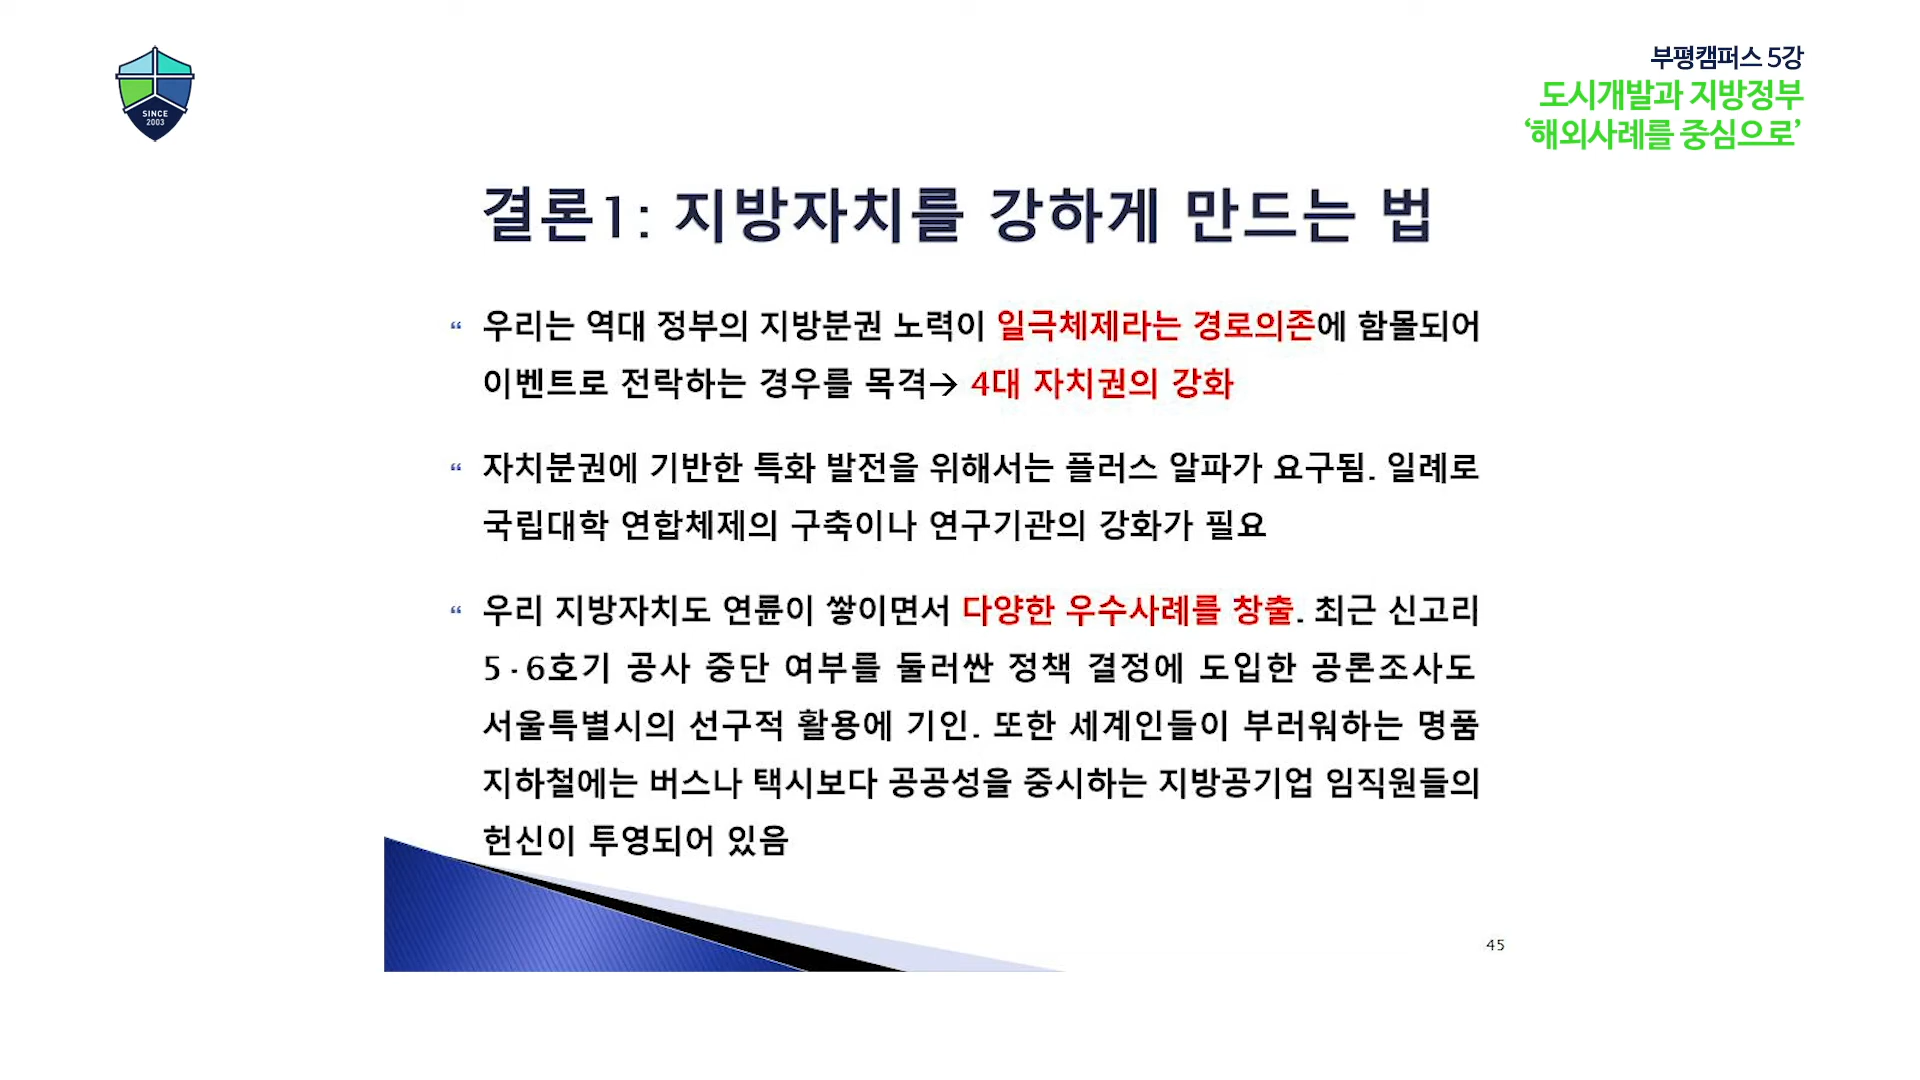 SINCE
2003
부평캠퍼스 5강
도시개발과 지방정부
‘해외사례를 중심으로’
결론1: 지방자치를 강하게 만드는 법
“ 우리는 역대 정부의 지방분권 노력이 일극체제라는 경로의존에 함몰되어
이벤트로 전락하는 경우를 목격→ 4대 자치권의 강화
“ 자치분권에 기반한 특화 발전을 위해서는 플러스 알파가 요구됨. 일례로
국립대학 연합체제의 구축이나 연구기관의 강화가 필요
“ 우리 지방자치도 연륜이 쌓이면서 다양한 우수사례를 창출. 최근 신고리
5·6호기 공사 중단 여부를 둘러싼 정책 결정에 도입한 공론조사도
서울특별시의 선구적 활용에 기인. 또한 세계인들이 부러워하는 명품
지하철에는 버스나 택시보다 공공성을 중시하는 지방공기업 임직원들의
헌신이 투영되어 있음
45